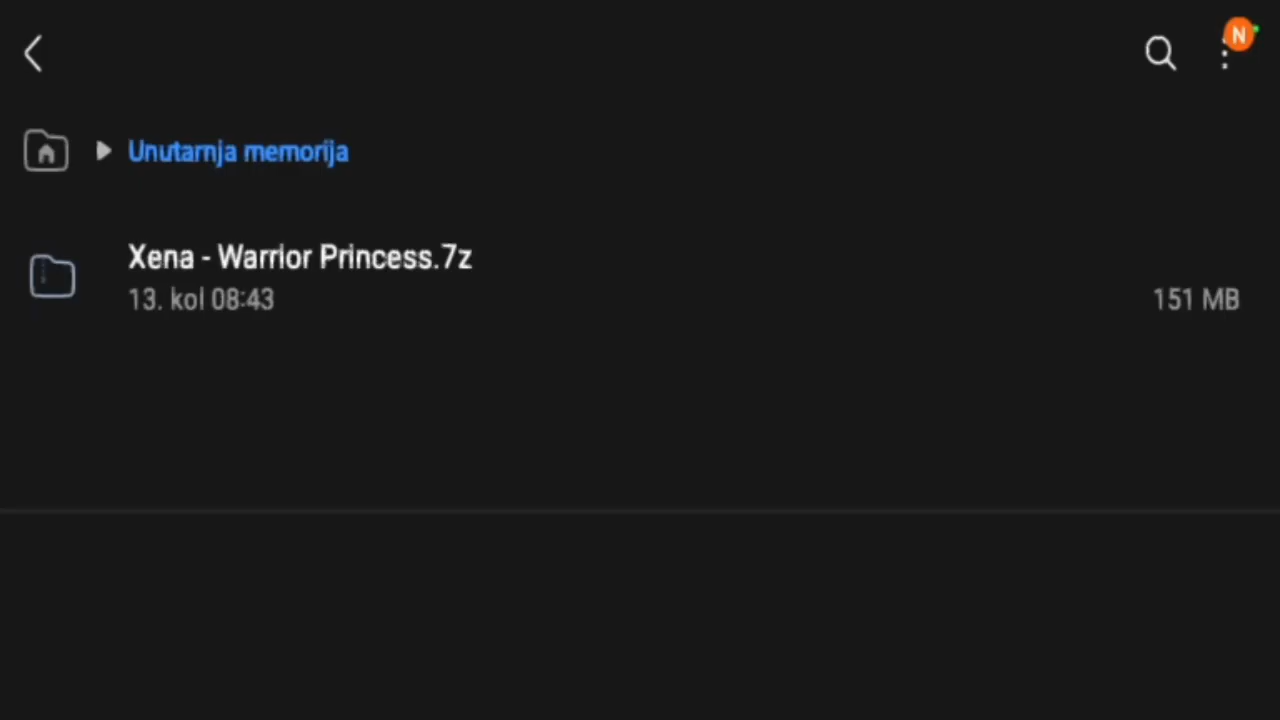 N
Unutarnja memorija
Xena - Warrior Princess.7z
13. kol 08:43
151 MB